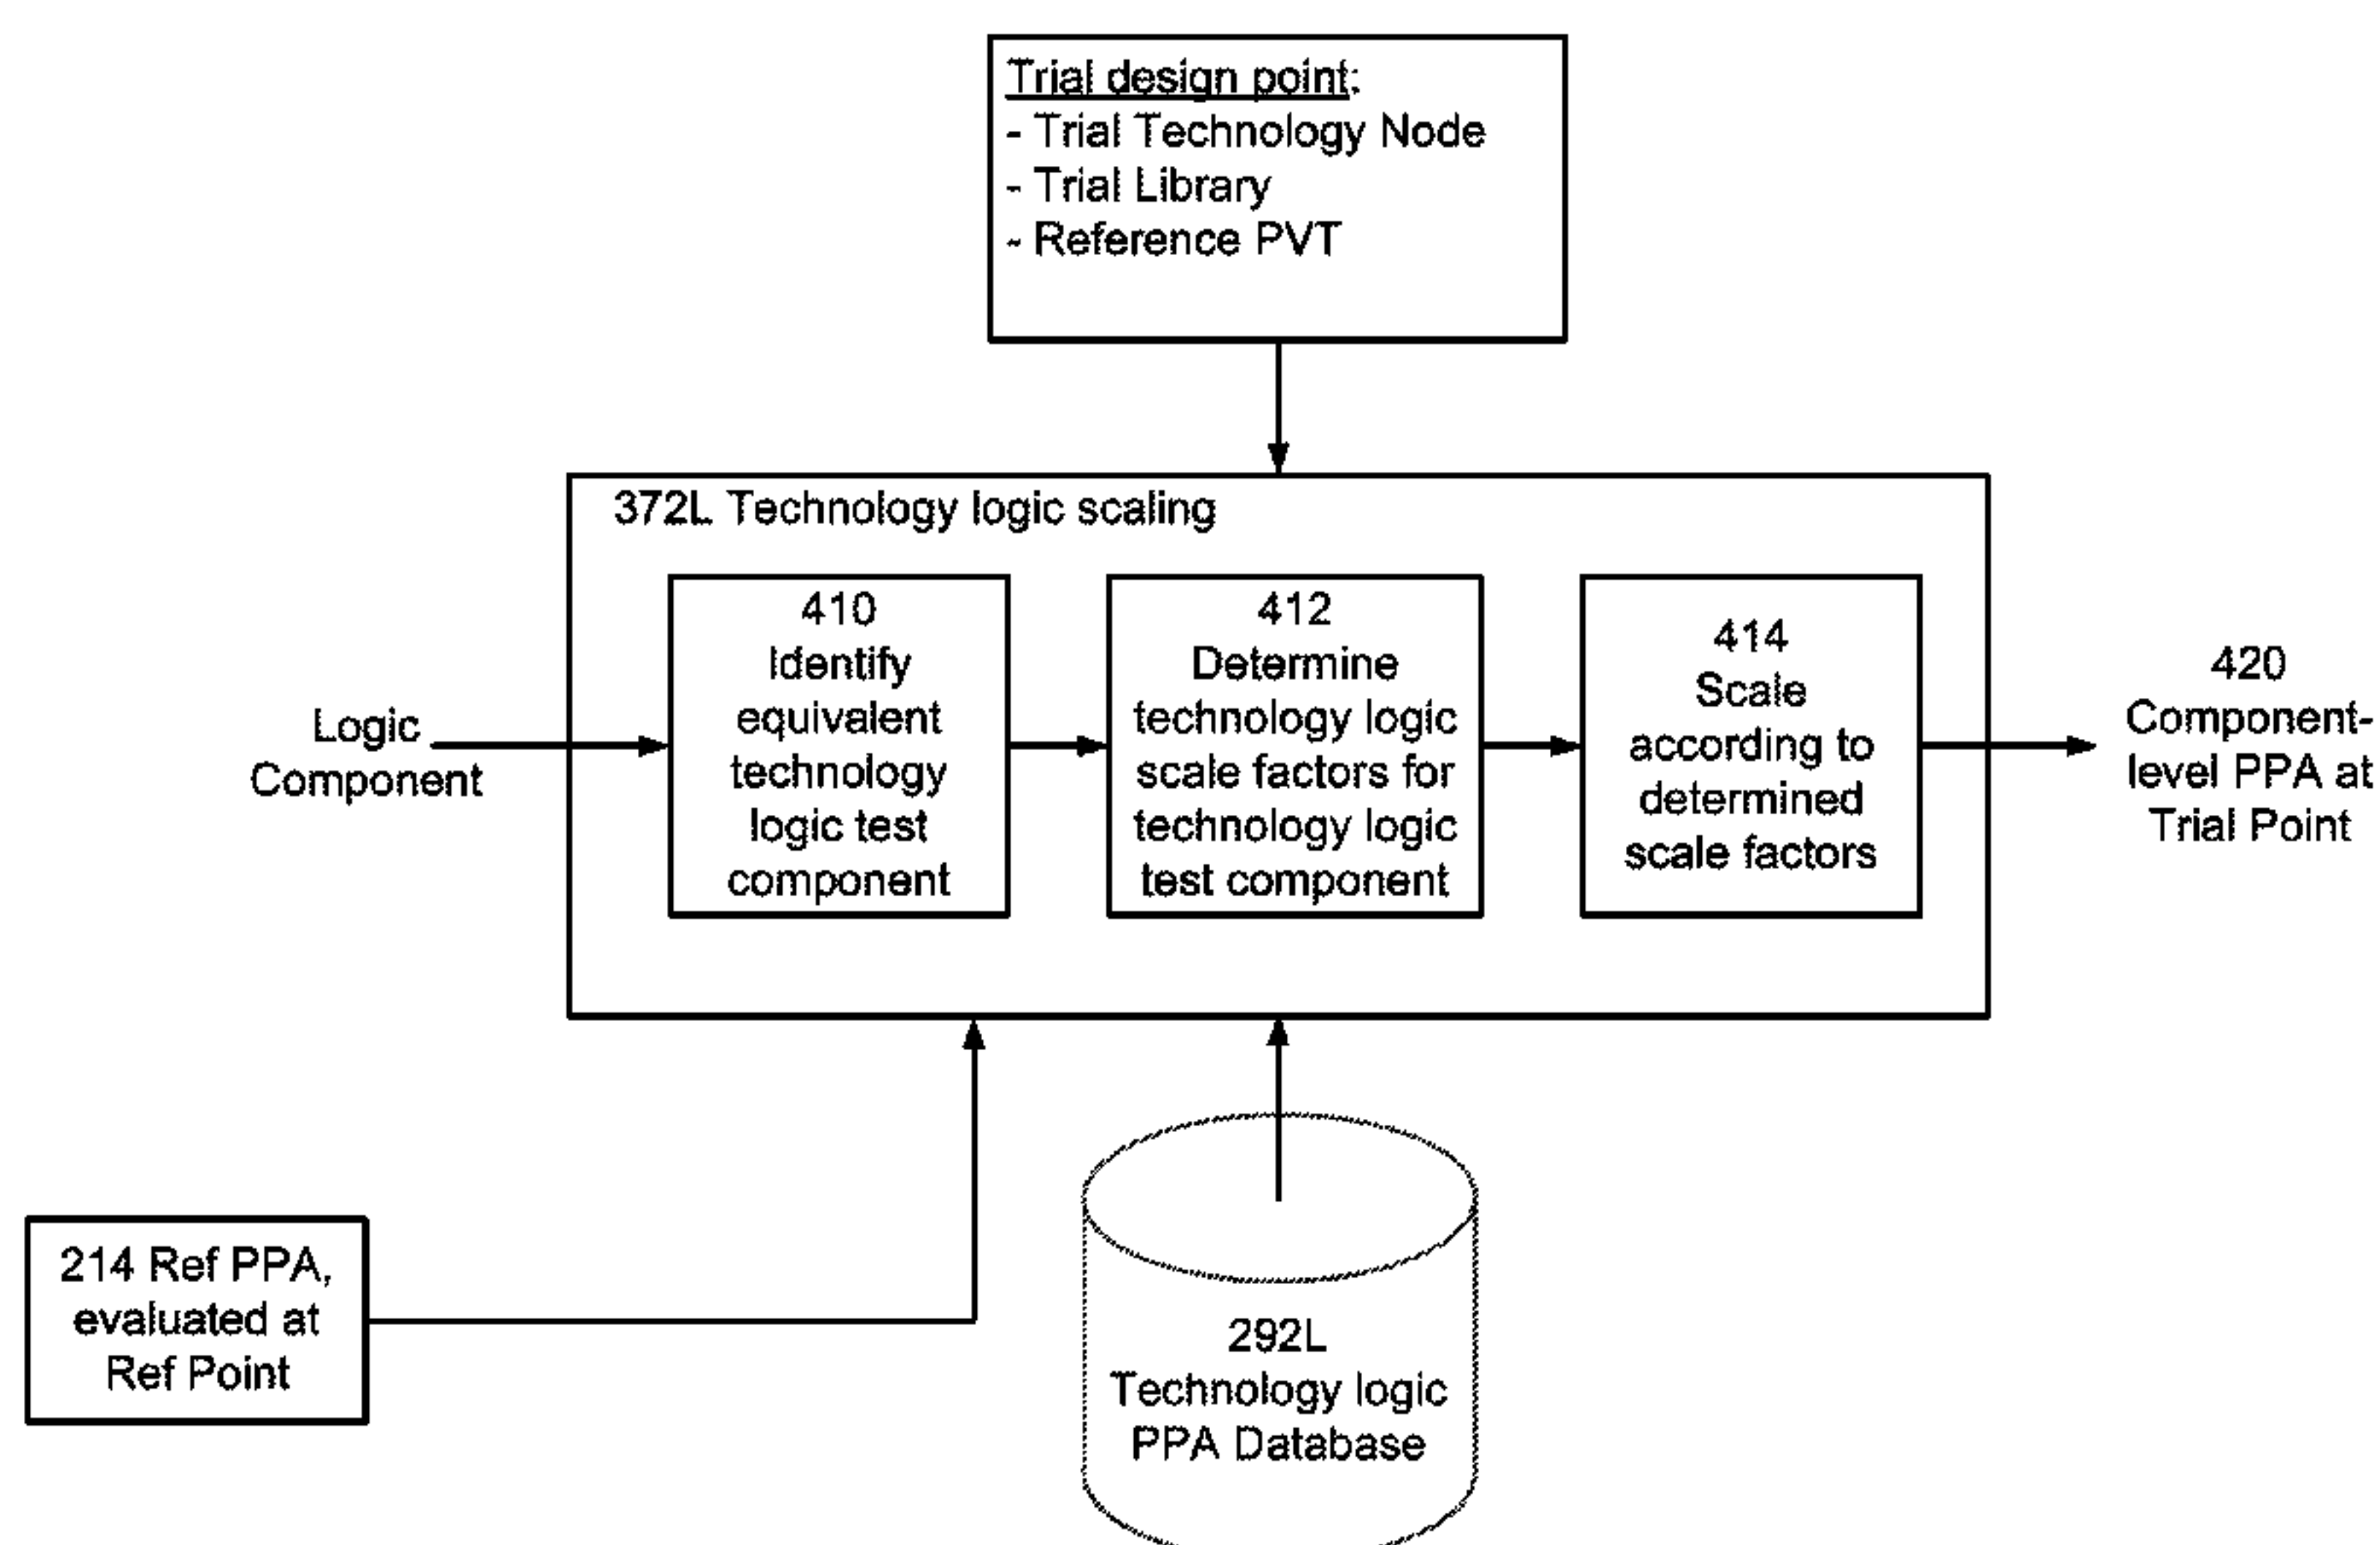 Trial design point:
- Trial Technology Node
- Trial Library
- Reference PVT
372L Technology logic scaling
Logic
Component
410
Identify
equivalent
technology
logic test
component
412
Determine
technology logic
scale factors for
technology logic
test component
414
Scale
according to
determined
scale factors
420
Component-
level PPA at
Trial Point
214 Ref PPA,
evaluated at
Ref Point
292L
Technology logic
PPA Database